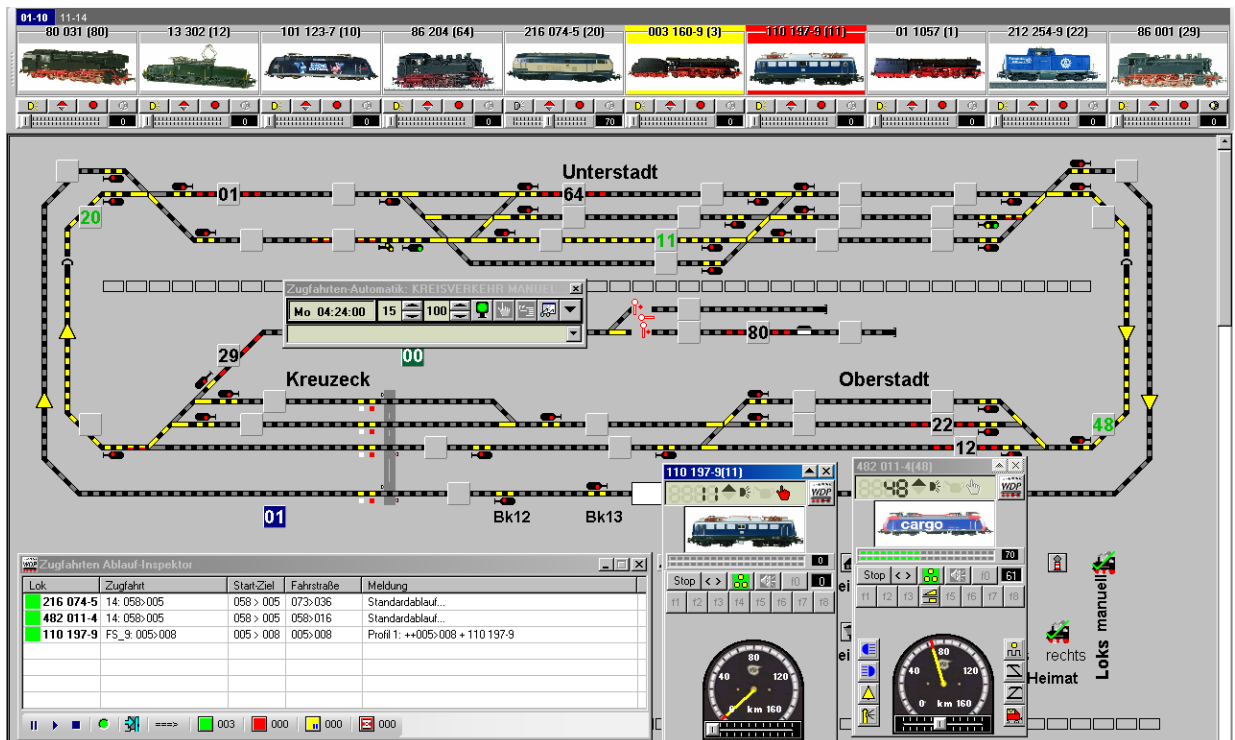 01-10 11-14
80 031 (80) 13 302 (12) 101 123-7 (10) 86 204 (64) 216 074-5 (20) 003 160-9 (3) 110 197-9 (11) 01 1057 (1) 212 254-9 (22) 86 001 (29)
0 0 0 0 70 0 0 0 0 0
Unterstadt
01 64
20
11
Zugfahrten-Automatik: KREISVERKEHR MANUEL...
Mo 04:24:00 15 100
80
29
00
Kreuzeck Oberstadt
22 48
12
01 Bk12 Bk13
110 197-9(11)
11 WDP
0
Stop < > f0 0
f1 f2 f3 f4 f5 f6 f7 f8
40 80 120
0 km 160
482 011-4(48)
48 WDP
cargo
70
Stop < > f0 61
f1 f2 f3 f5 f6 f7 f8
40 80 120
0 km 160
WDP Zugfahrten Ablauf-Inspektor
Lok Zugfahrt Start-Ziel Fahrstraße Meldung
216 074-5 14: 058>005 058 > 005 073>036 Standardablauf...
482 011-4 14: 058>005 058 > 005 058>016 Standardablauf...
110 197-9 FS_9: 005>008 005 > 008 005>008 Profil 1: ++005>008 + 110 197-9
===> 003 000 000 000
ei
ei rechts
Heimat
Loks manuell